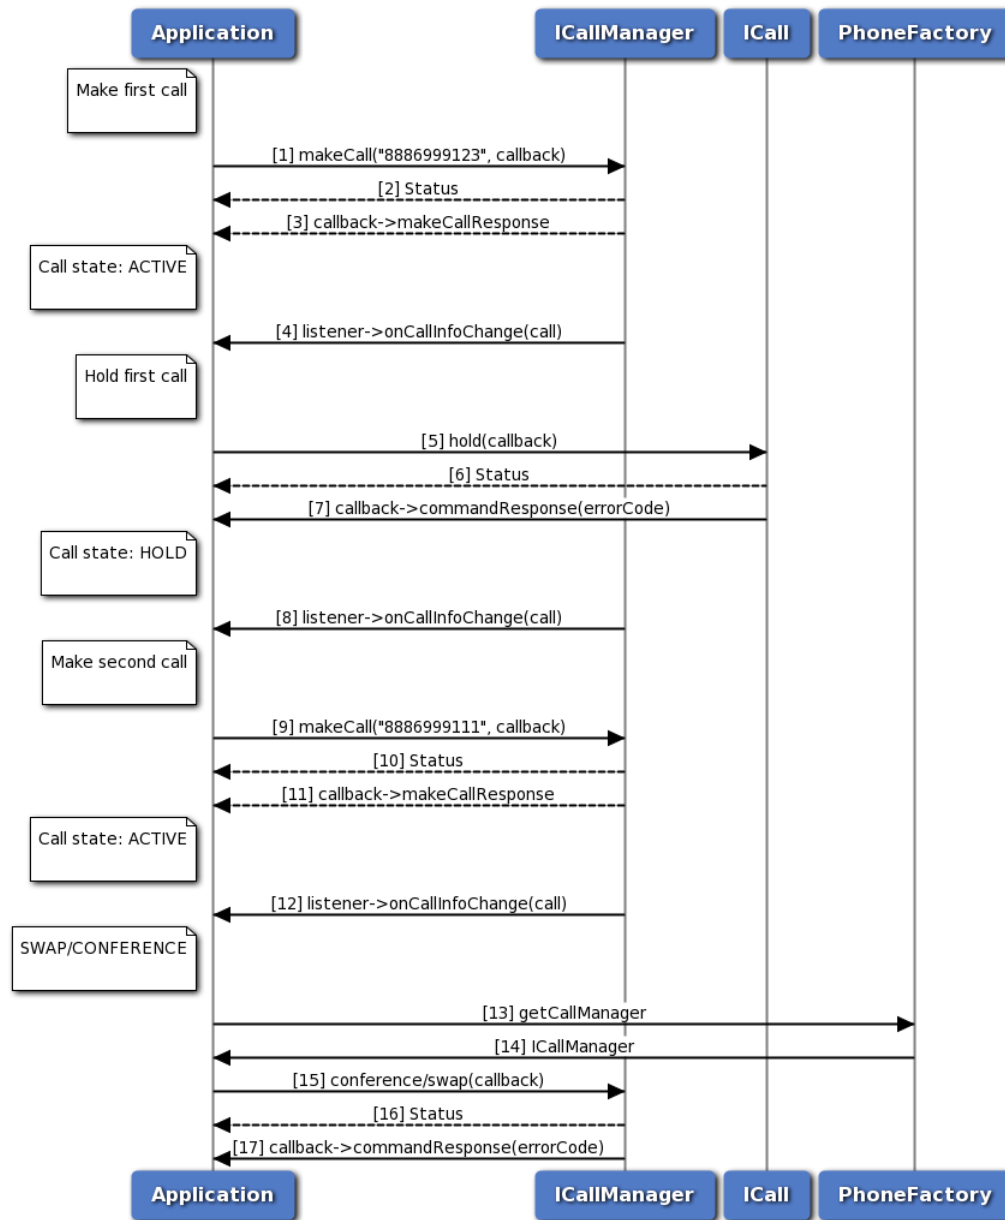 Application ICallManager ICall PhoneFactory
Make first call
[1] makeCall("8886999123", callback)
[2] Status
[3] callback->makeCallResponse
Call state: ACTIVE
[4] listener->onCallInfoChange(call)
Hold first call
[5] hold(callback)
[6] Status
[7] callback->commandResponse(errorCode)
Call state: HOLD
[8] listener->onCallInfoChange(call)
Make second call
[9] makeCall("8886999111", callback)
[10] Status
[11] callback->makeCallResponse
Call state: ACTIVE
[12] listener->onCallInfoChange(call)
SWAP/CONFERENCE
[13] getCallManager
[14] ICallManager
[15] conference/swap(callback)
[16] Status
[17] callback->commandResponse(errorCode)
Application ICallManager ICall PhoneFactory